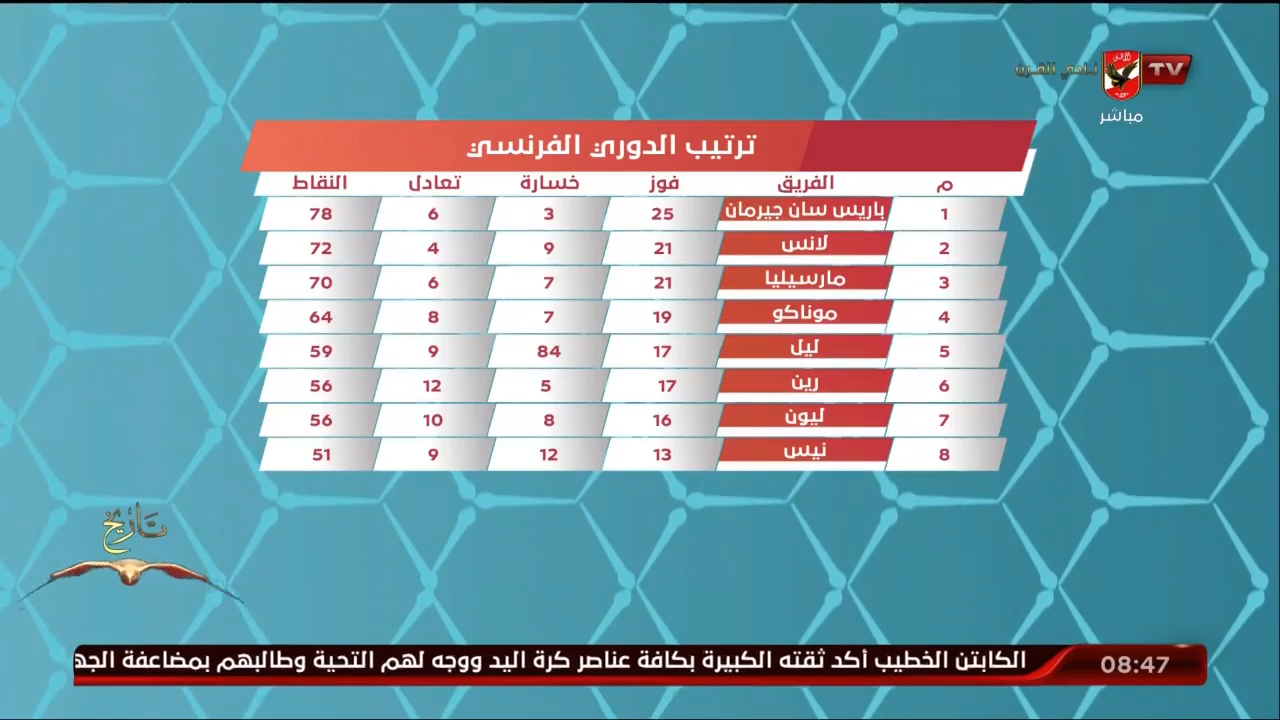 نادي القرن TV
مباشر
ترتيب الدوري الفرنسي
م الفريق فوز خسارة تعادل النقاط
1 باريس سان جيرمان 25 3 6 78
2 لانس 21 9 4 72
3 مارسيليا 21 7 6 70
4 موناكو 19 7 8 64
5 ليل 17 84 9 59
6 رين 17 5 12 56
7 ليون 16 8 10 56
8 نيس 13 12 9 51
تاريخ
08:47 الكابتن الخطيب أكد ثقته الكبيرة بكافة عناصر كرة اليد ووجه لهم التحية وطالبهم بمضاعفة الجه